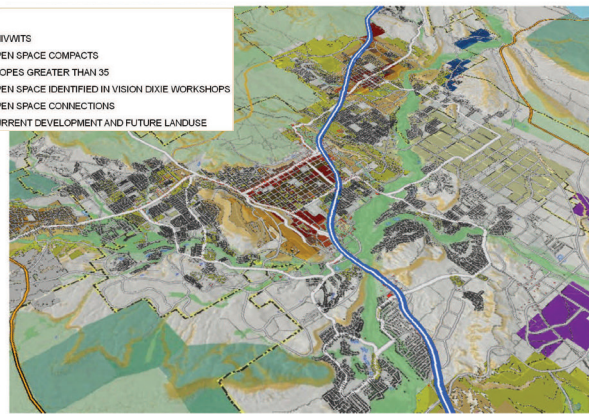 IVWITS
PEN SPACE COMPACTS
OPES GREATER THAN 35
PEN SPACE IDENTIFIED IN VISION DIXIE WORKSHOPS
PEN SPACE CONNECTIONS
URRENT DEVELOPMENT AND FUTURE LANDUSE